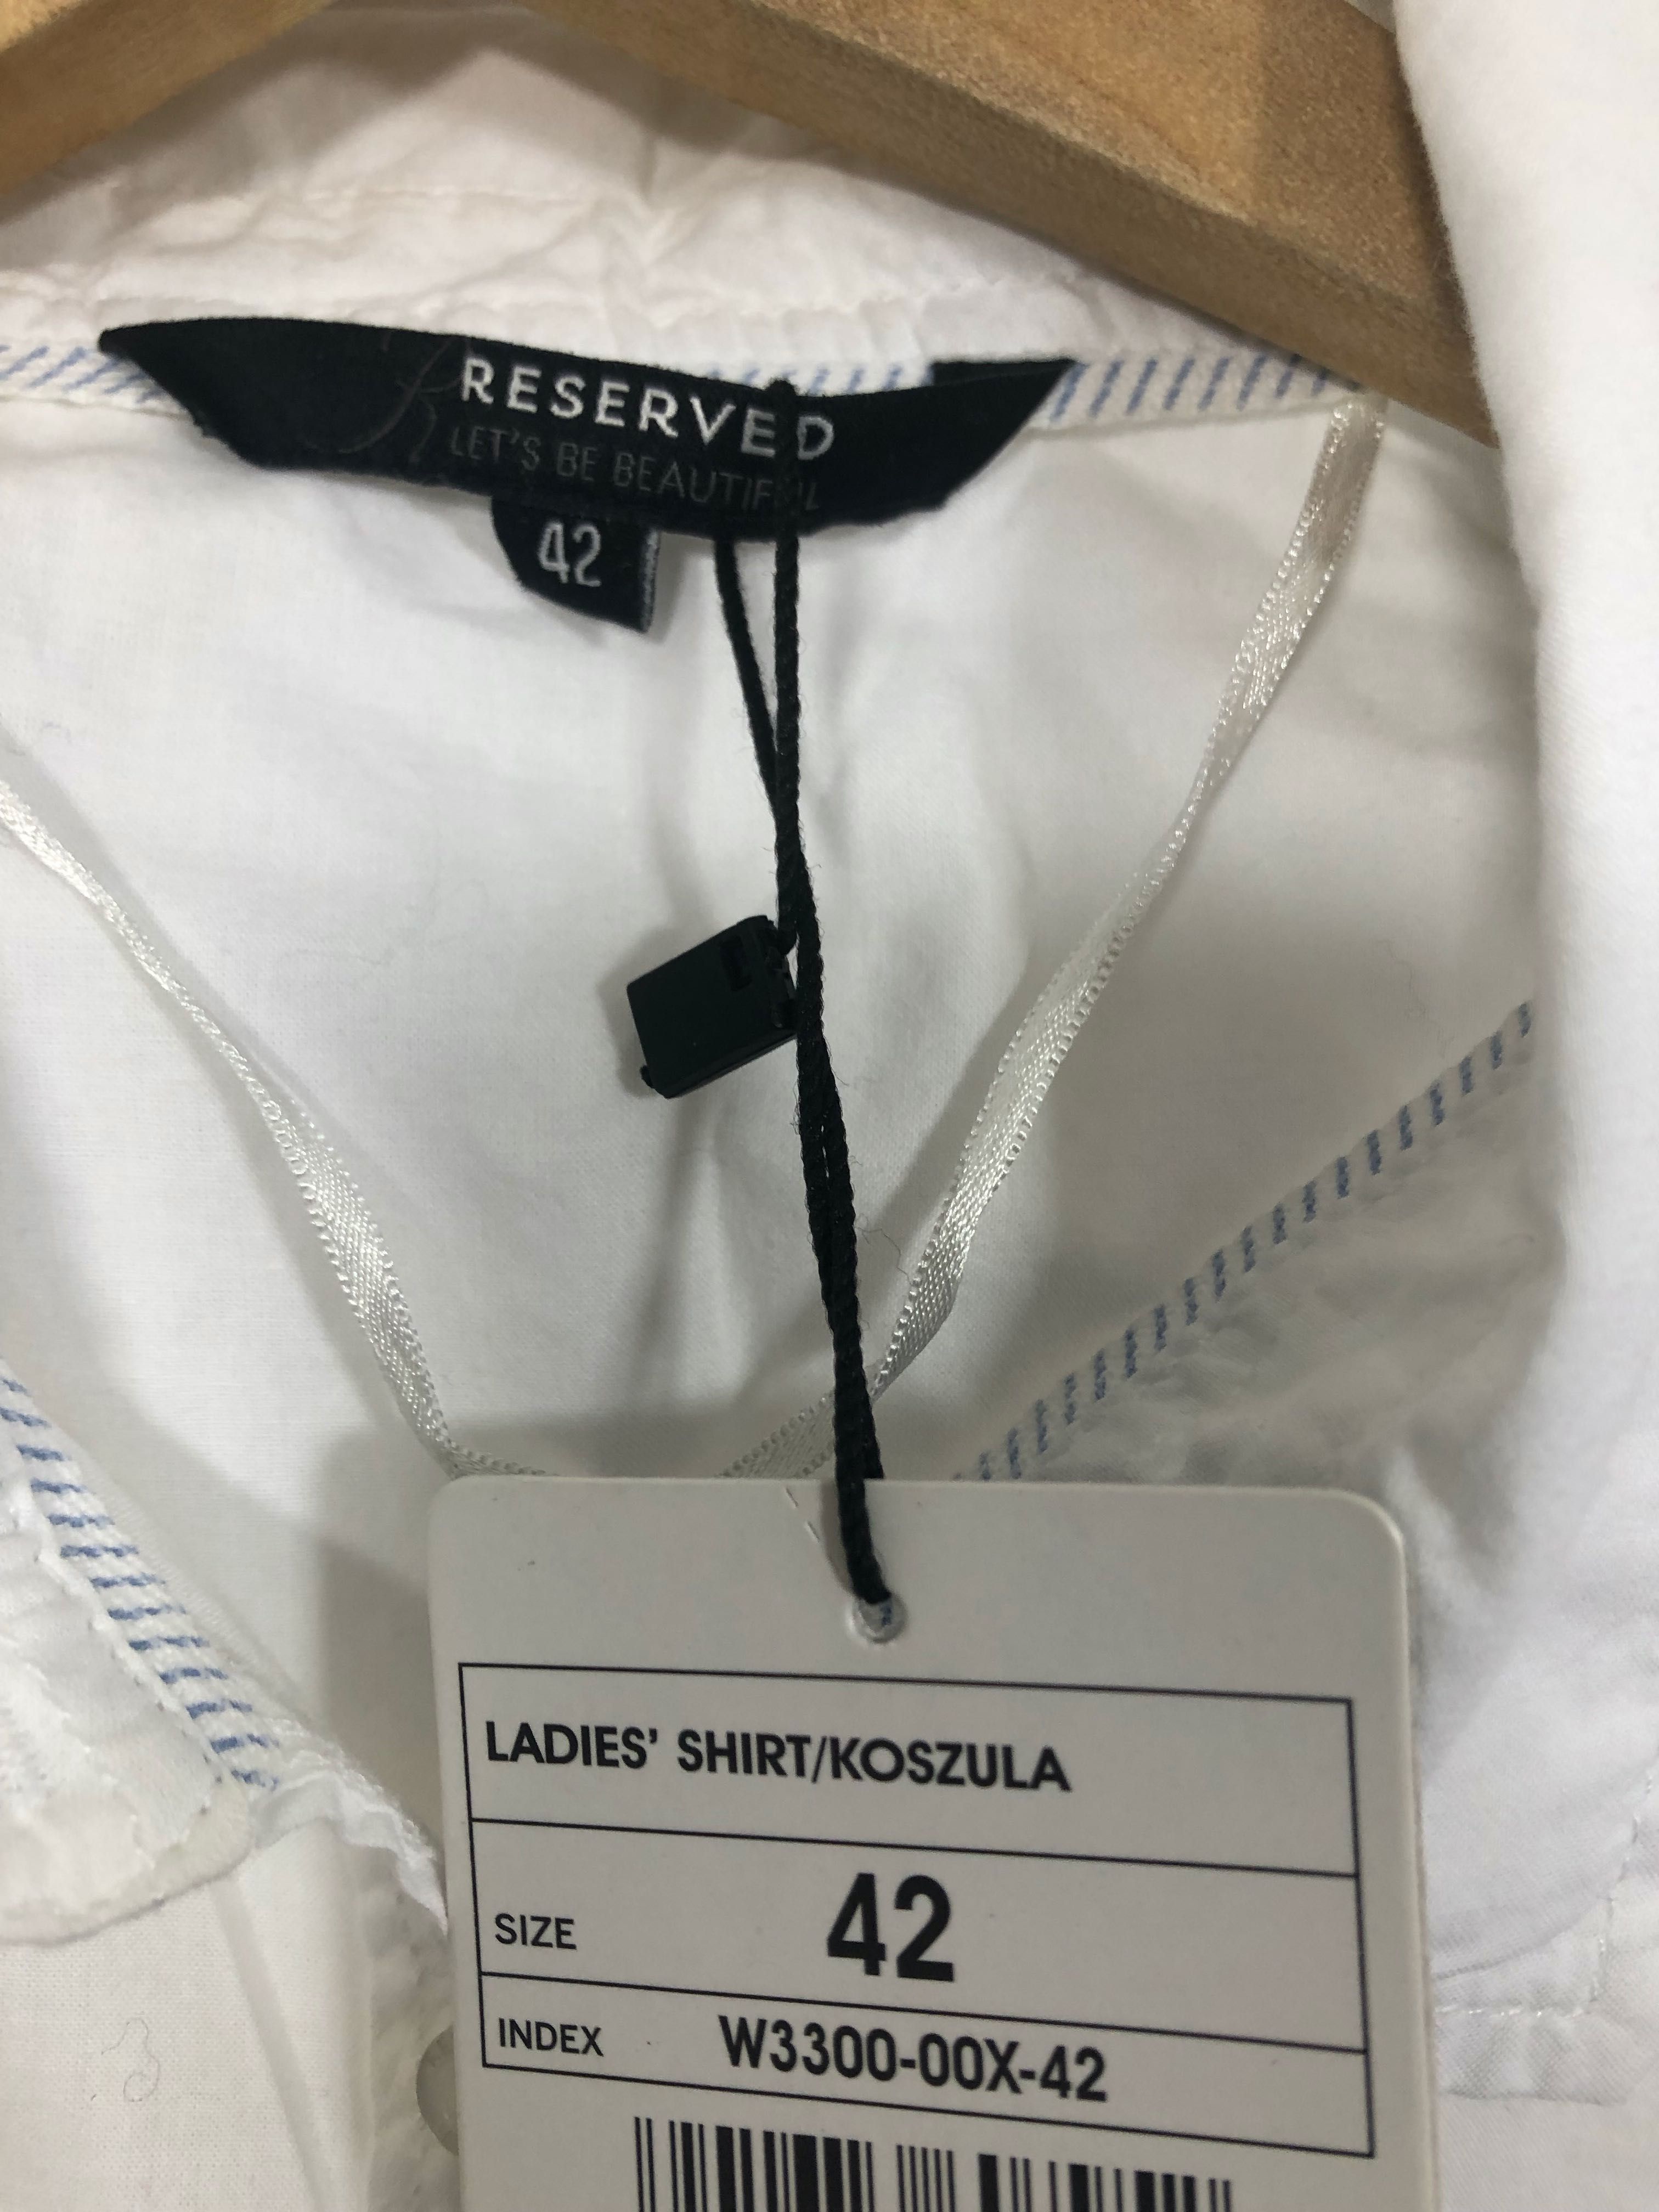 RESERVED
LET'S BE BEAUTIFUL
42
LADIES' SHIRT/KOSZULA
SIZE 42
INDEX W3300-00X-42